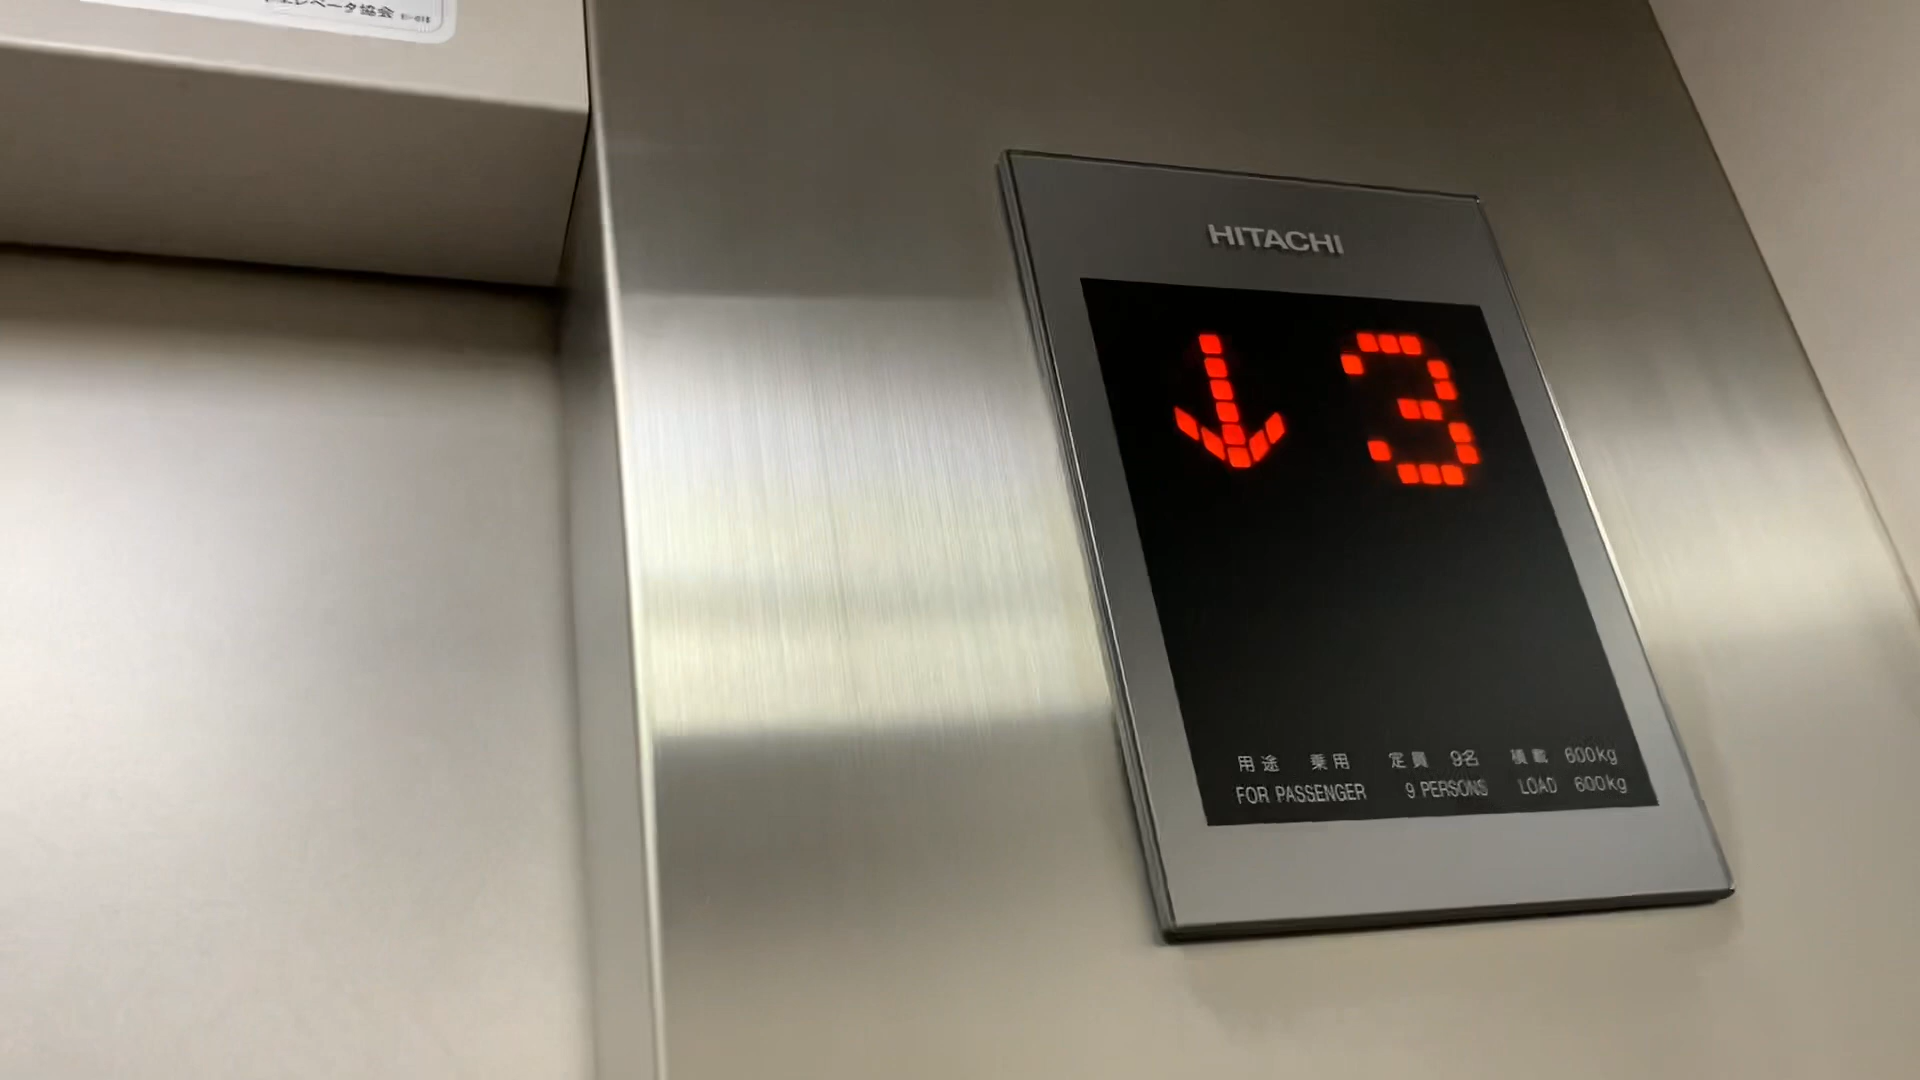 エレベータ協会
HITACHI
↓ 3
用途 乗用 定員 9名 積載 600kg
FOR PASSENGER 9 PERSONS LOAD 600kg